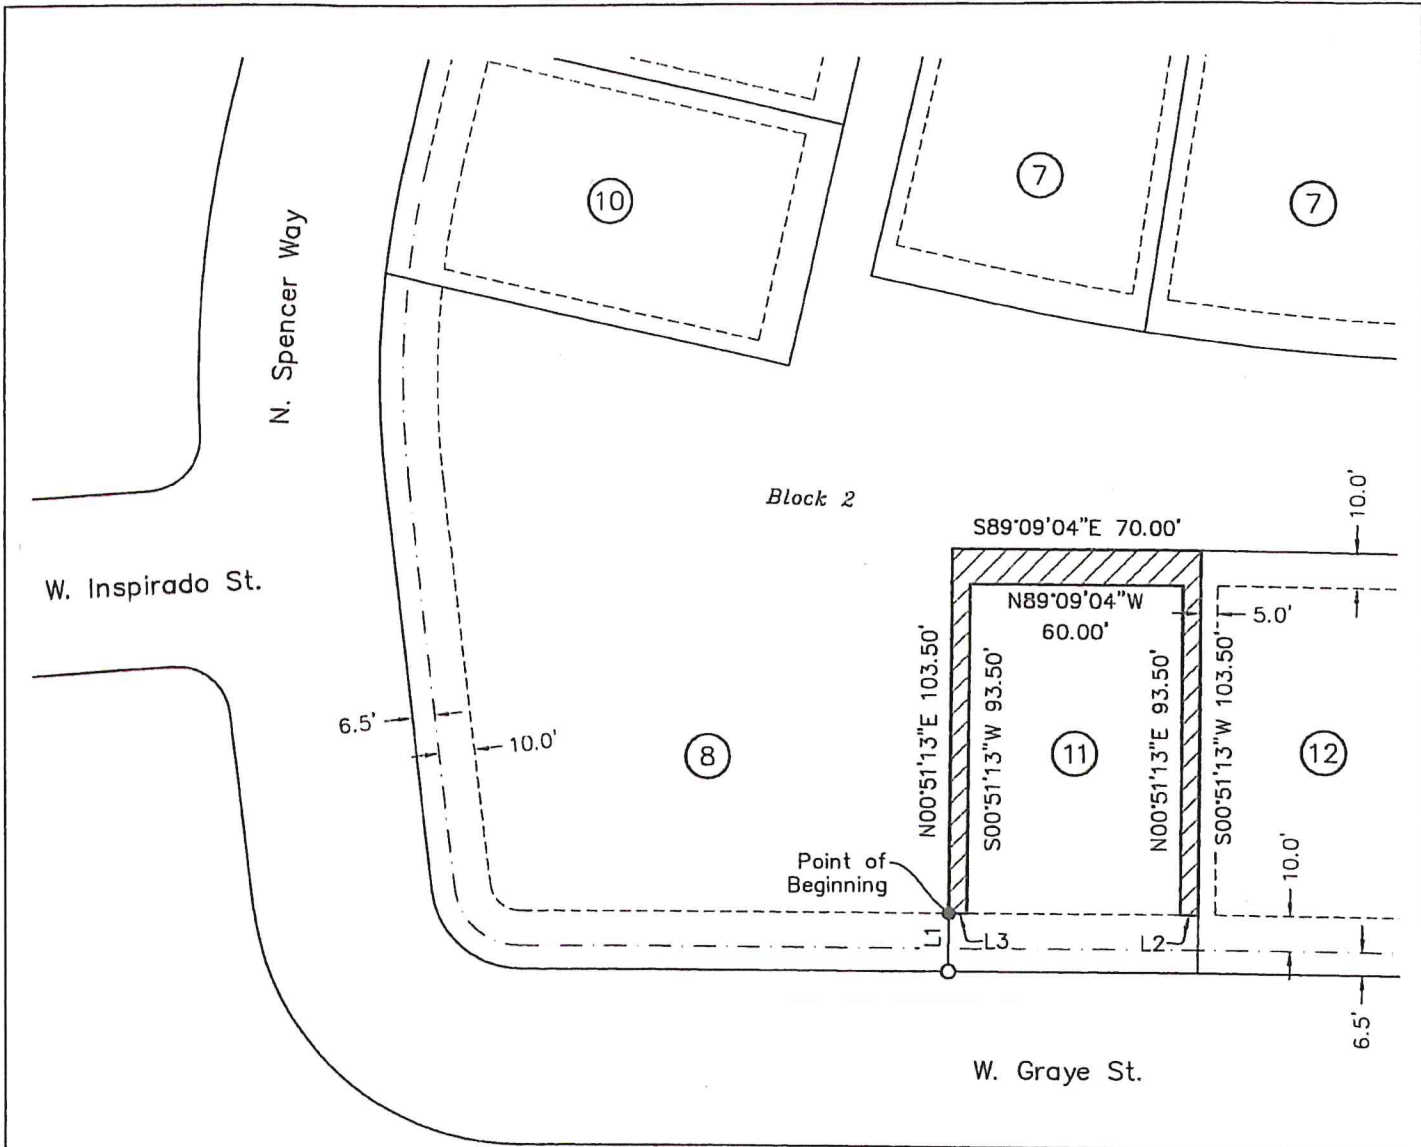 10
7
7
N. Spencer Way
Block 2
10.0'
S89°09'04"E 70.00'
W. Inspirado St.
N89°09'04"W
60.00'
5.0'
N00°51'13"E 103.50'
S00°51'13"W 93.50'
N00°51'13"E 93.50'
S00°51'13"W 103.50'
6.5'
10.0'
8
11
12
Point of
Beginning
10.0'
L1
L3
L2
6.5'
W. Graye St.